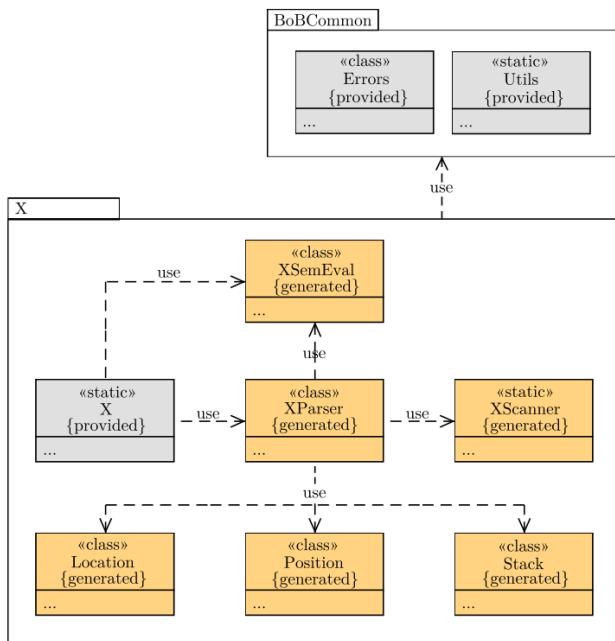 BoBCommon
«class»
Errors
{provided}
...
«static»
Utils
{provided}
...
use
X
«class»
XSemEval
{generated}
...
use
use
«static»
X
{provided}
...
use
«class»
XParser
{generated}
...
use
«static»
XScanner
{generated}
...
use
«class»
Location
{generated}
...
«class»
Position
{generated}
...
«class»
Stack
{generated}
...